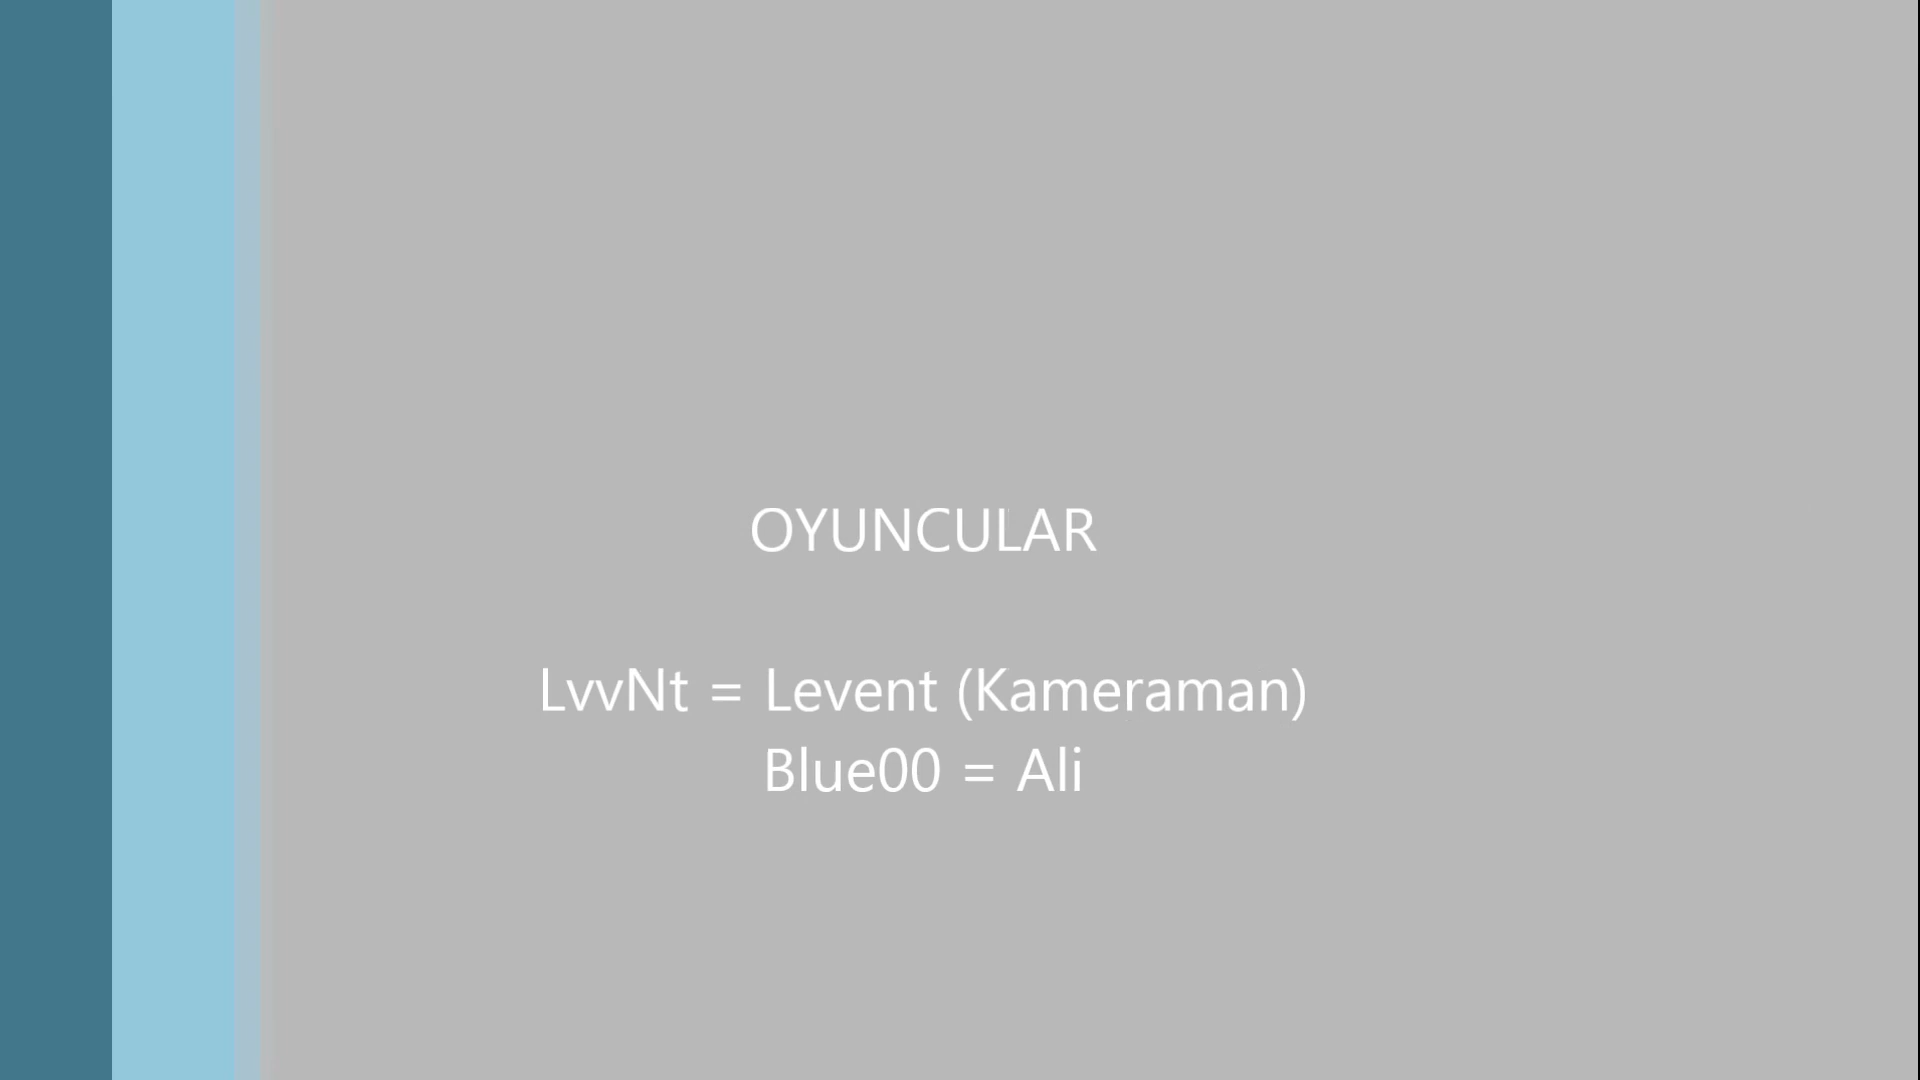 OYUNCULAR
LvvNt = Levent (Kameraman)
Blue00 = Ali